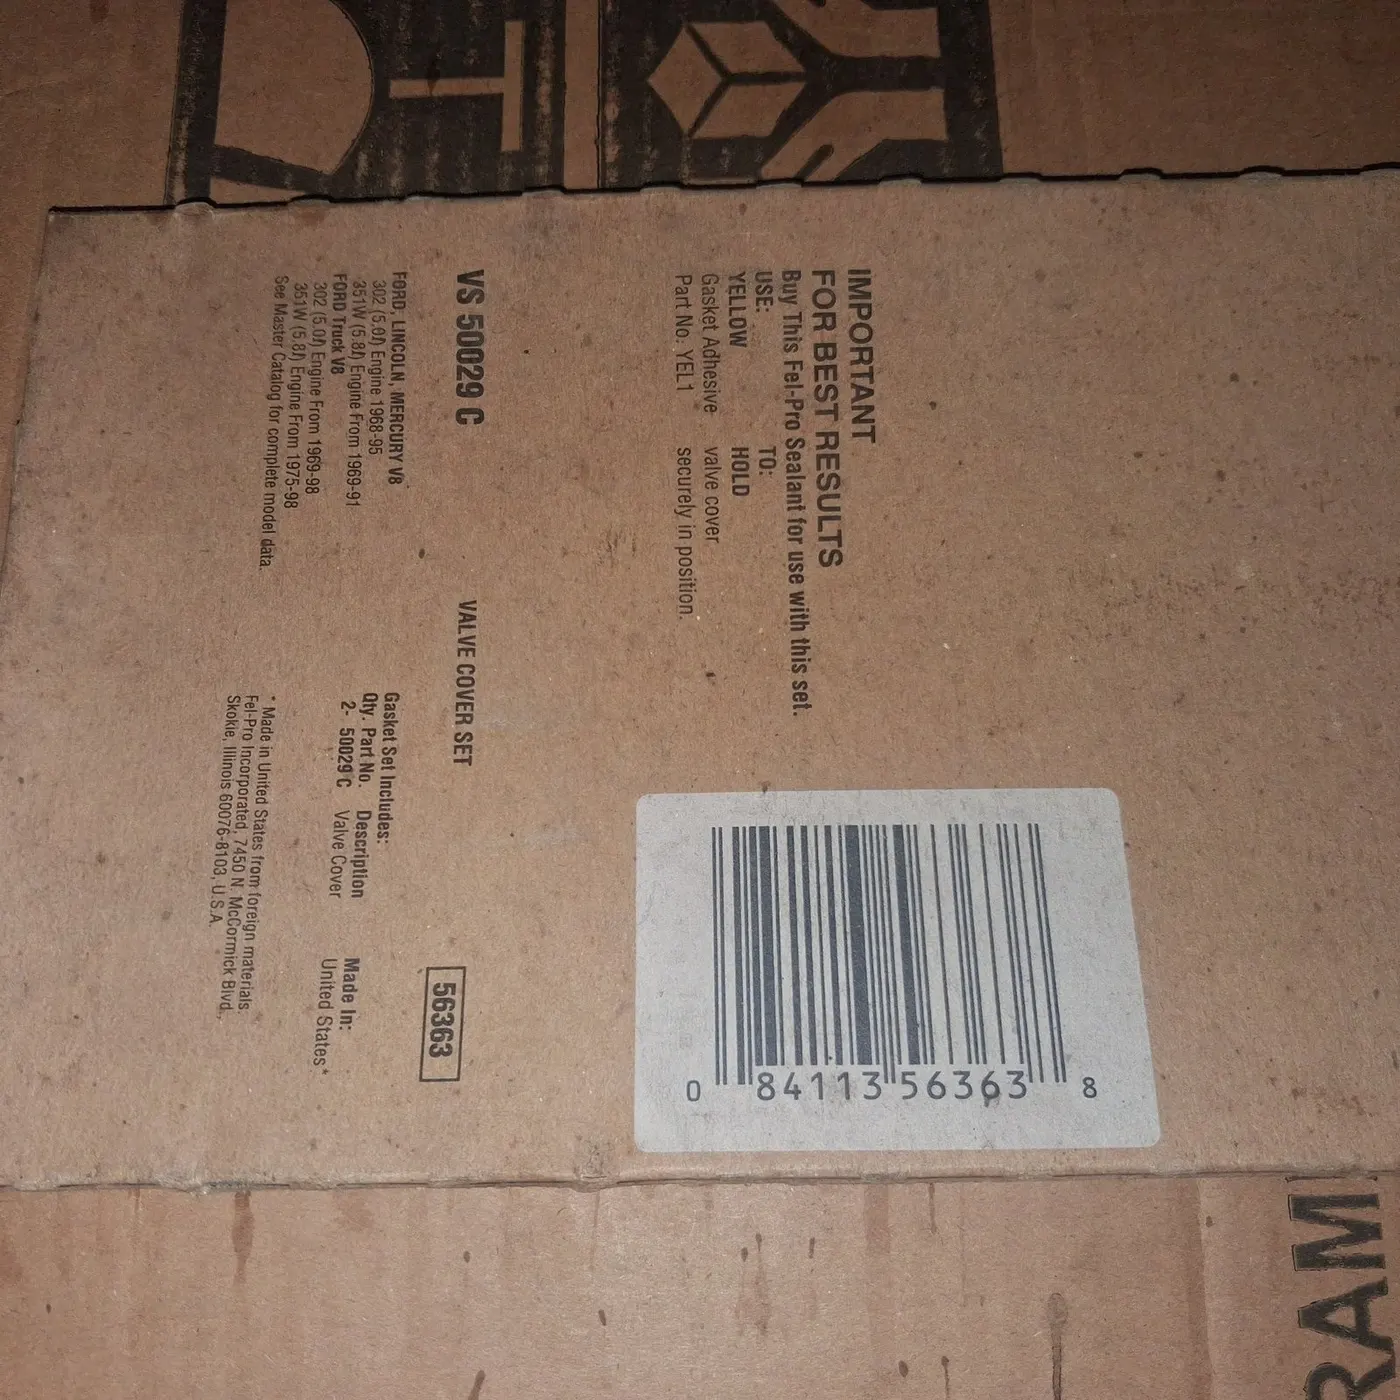 IMPORTANT
FOR BEST RESULTS
Buy This Fel-Pro Sealant for use with this set.
USE: TO:
YELLOW HOLD
Gasket Adhesive valve cover
Part No. YEL1 securely in position.
VS 50029 C VALVE COVER SET 56363
FORD, LINCOLN, MERCURY V8
302 (5.0l) Engine 1968-95
351W (5.8l) Engine From 1969-91
FORD Truck V8
302 (5.0l) Engine From 1969-98
351W (5.8l) Engine From 1975-98
See Master Catalog for complete model data.
Gasket Set Includes:
Qty. Part No. Description Made In:
2- 50029 C Valve Cover United States*
* Made in United States from foreign materials.
Fel-Pro Incorporated, 7450 N. McCormick Blvd.,
Skokie, Illinois 60076-8103, U.S.A.
0 84113 56363 8
RAM